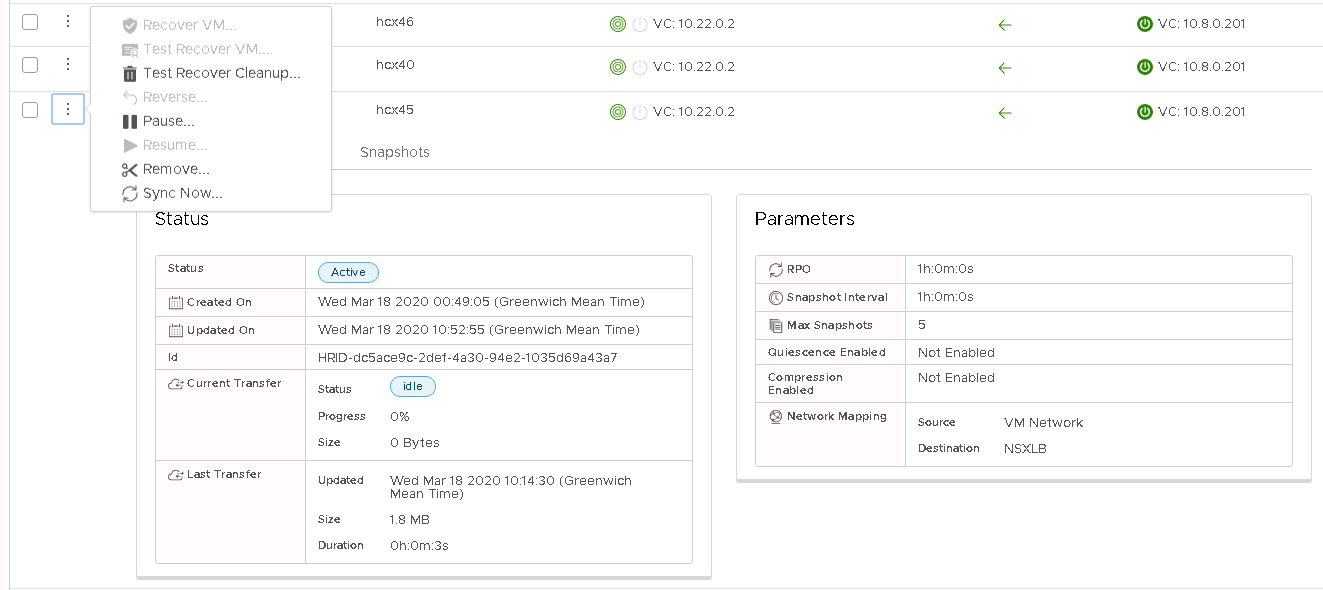 hcx46 VC: 10.22.0.2 VC: 10.8.0.201
hcx40 VC: 10.22.0.2 VC: 10.8.0.201
hcx45 VC: 10.22.0.2 VC: 10.8.0.201
Recover VM...
Test Recover VM...
Test Recover Cleanup...
Reverse...
Pause...
Resume...
Remove...
Sync Now...
Snapshots
Status
Status Active
Created On Wed Mar 18 2020 00:49:05 (Greenwich Mean Time)
Updated On Wed Mar 18 2020 10:52:55 (Greenwich Mean Time)
Id HRID-dc5ace9c-2def-4a30-94e2-1035d69a43a7
Current Transfer
Status idle
Progress 0%
Size 0 Bytes
Last Transfer
Updated Wed Mar 18 2020 10:14:30 (Greenwich
Mean Time)
Size 1.8 MB
Duration 0h:0m:3s
Parameters
RPO 1h:0m:0s
Snapshot Interval 1h:0m:0s
Max Snapshots 5
Quiescence Enabled Not Enabled
Compression Not Enabled
Enabled
Network Mapping
Source VM Network
Destination NSXLB